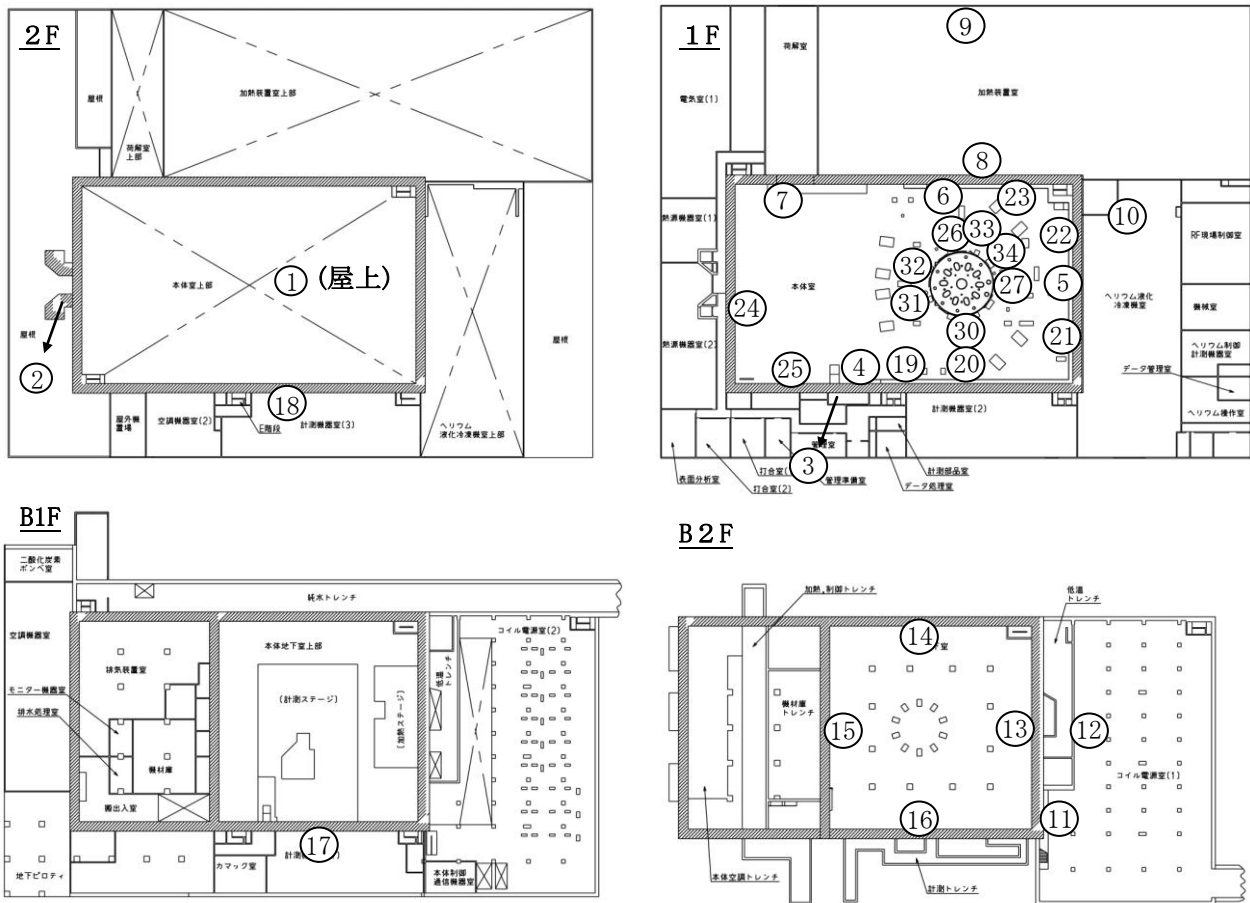 ２F
屋根
荷解室
上部
加熱装置室上部
本体室上部
① (屋上)
屋根
②
屋根
⑱
屋外機
置場
空調機器室(2)
E階段
計測機器室(3)
ヘリウム
液化冷凍機室上部
１F
⑨
荷解室
電気室(1)
加熱装置室
⑧
⑦
⑥
㉓
⑩
熱源機器室(1)
㉖
㉝
㉒
RF現場制御室
㉞
㉜
本体室
㉗
⑤
㉛
ヘリウム液化
冷凍機室
㉔
機械室
㉚
㉑
熱源機器室(2)
ヘリウム制御
計測機器室
データ管理室
㉕
④
⑲
⑳
計測機器室(2)
ヘリウム操作室
管理室
③
表面分析室
打合室(
打合室(2)
管理準備室
計測部品室
データ処理室
B1F
二酸化炭素
ボンベ室
純水トレンチ
空調機器室
排気装置室
本体地下室上部
コイル電源室(2)
低温
トレンチ
モニター機器室
(計測ステージ)
(加熱ステージ)
排水処理室
機材庫
搬出入室
⑰
計測
カマック室
地下ピロティ
本体制御
通信機器室
B２F
加熱,制御トレンチ
低温
トレンチ
⑭
室
機材庫
トレンチ
⑮
⑬
⑫
コイル電源室(1)
⑯
⑪
本体空調トレンチ
計測トレンチ